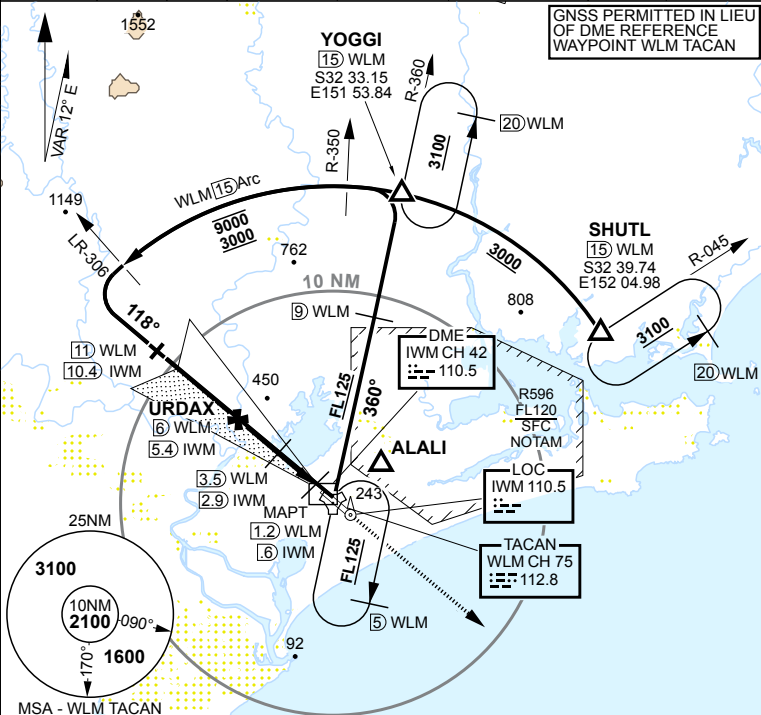 GNSS PERMITTED IN LIEU
OF DME REFERENCE
WAYPOINT WLM TACAN
1552
VAR 12° E
YOGGI
15 WLM
S32 33.15
E151 53.84
R-360
R-350
3100
20 WLM
WLM 15 Arc
9000
3000
1149
LR-306
762
3000
SHUTL
15 WLM
S32 39.74
E152 04.98
R-045
3100
20 WLM
808
10 NM
118°
9 WLM
11 WLM
10.4 IWM
DME
IWM CH 42
110.5
450
FL125
360°
R596
FL120
SFC
NOTAM
URDAX
6 WLM
5.4 IWM
ALALI
3.5 WLM
2.9 IWM
243
LOC
IWM 110.5
MAPT
1.2 WLM
.6 IWM
FL125
TACAN
WLM CH 75
112.8
5 WLM
92
25NM
3100
10NM
2100
090°
170°
1600
MSA - WLM TACAN